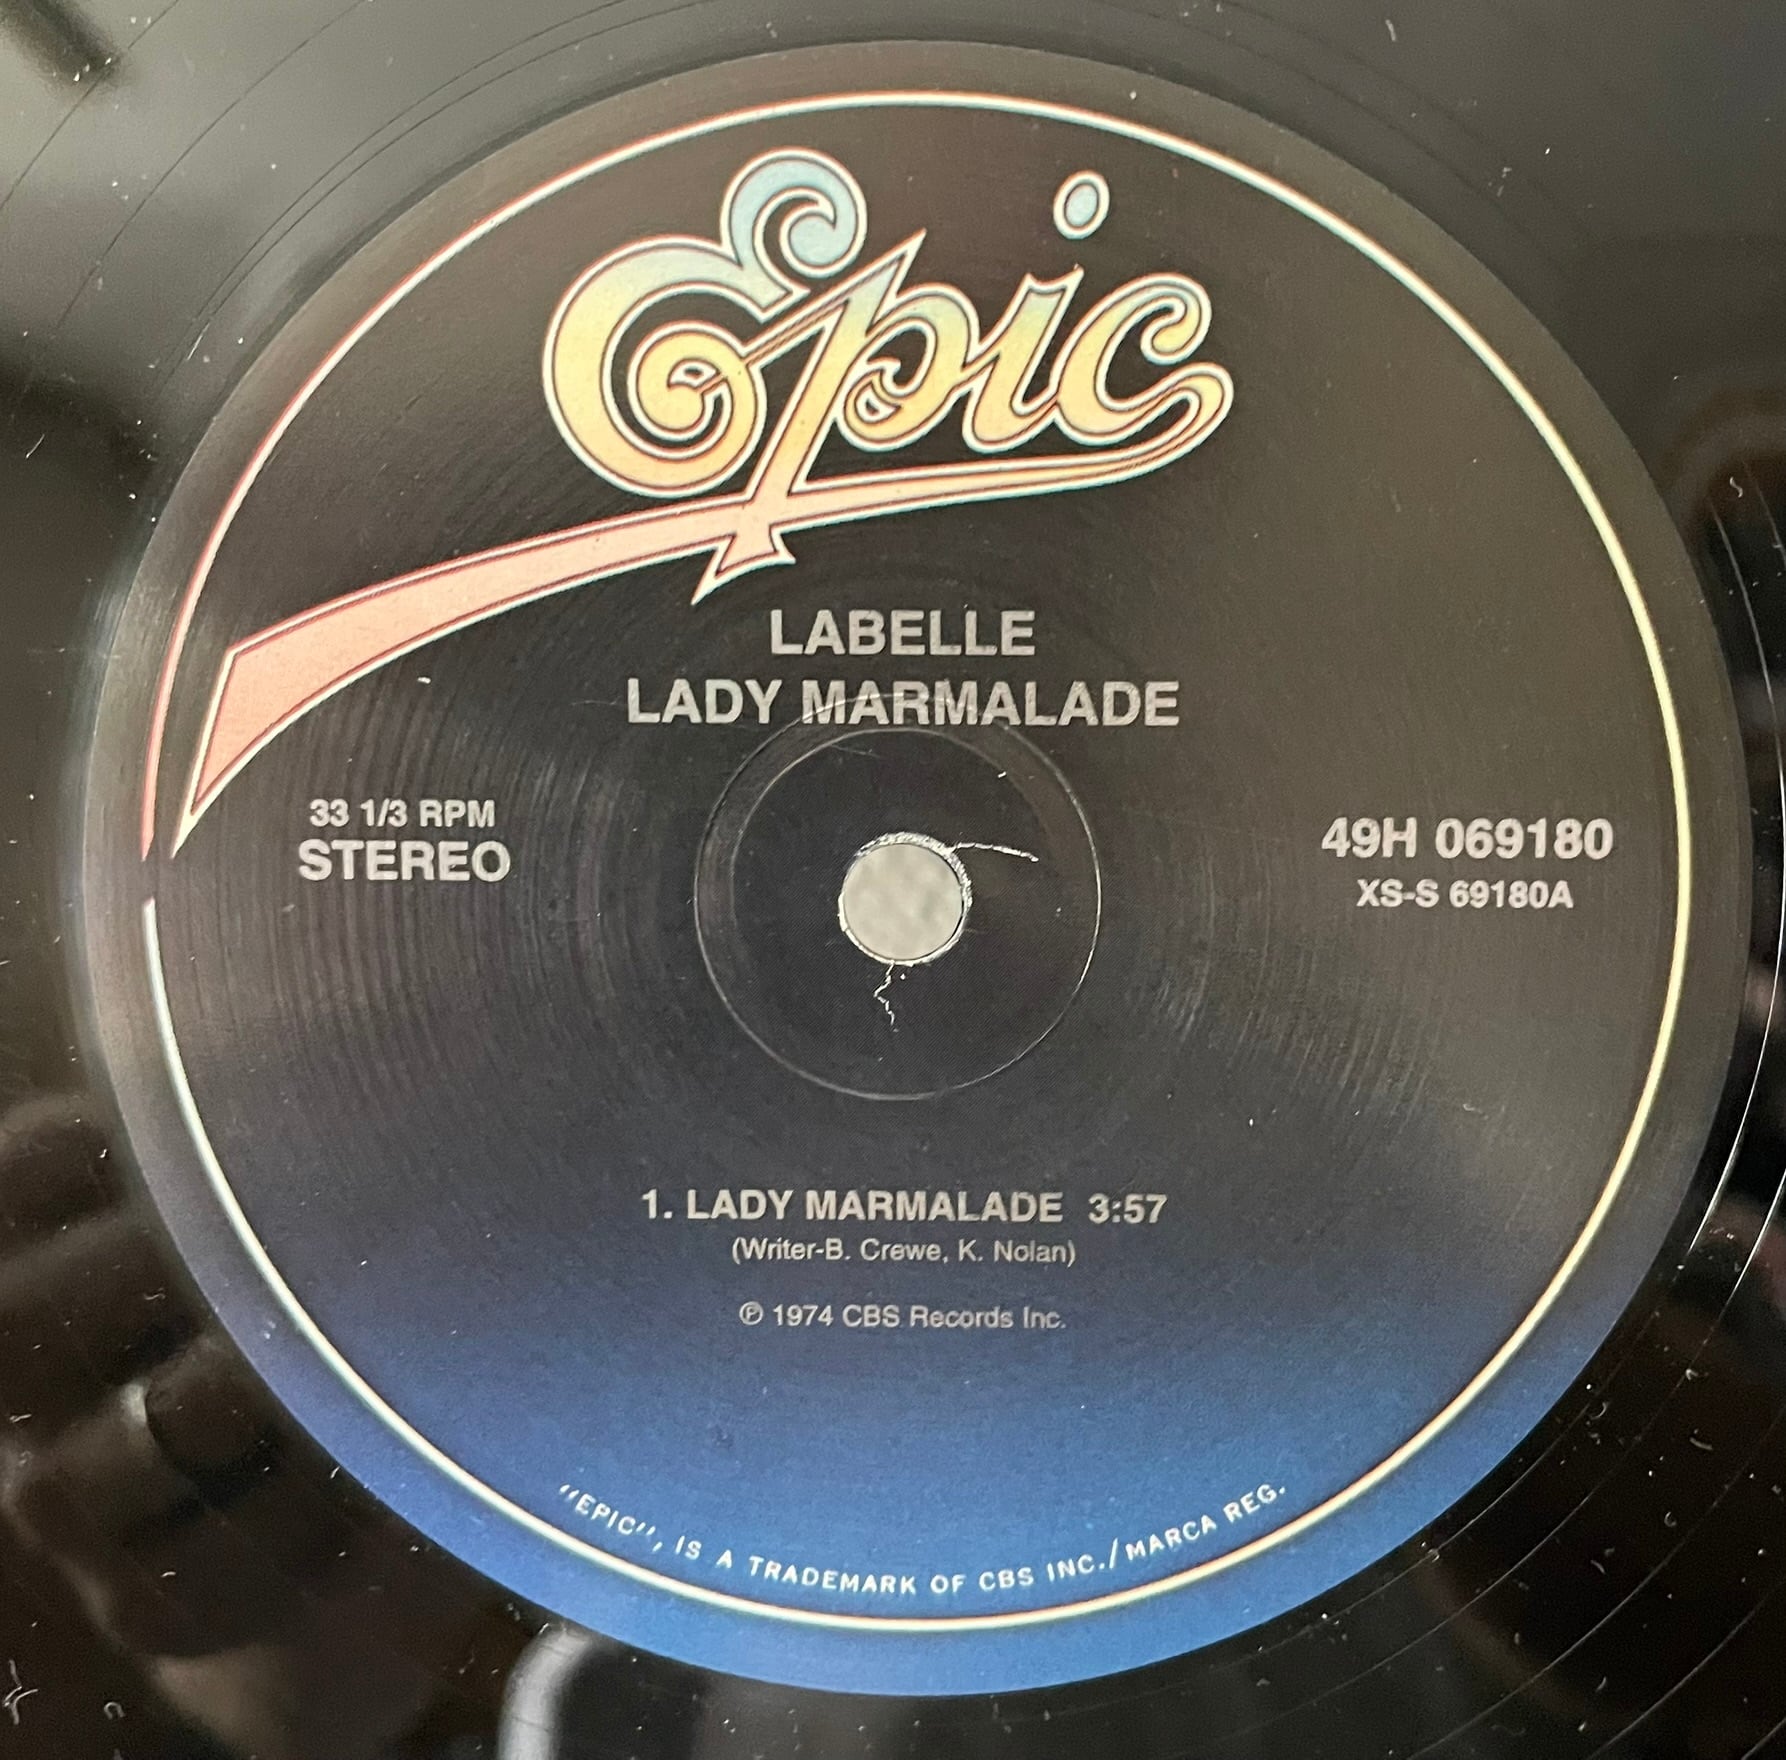 Epic
LABELLE
LADY MARMALADE
33 1/3 RPM
STEREO
49H 069180
XS-S 69180A
1. LADY MARMALADE 3:57
(Writer-B. Crewe, K. Nolan)
℗ 1974 CBS Records Inc.
"EPIC", IS A TRADEMARK OF CBS INC./MARCA REG.